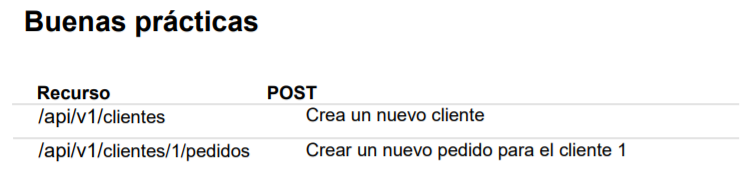 Buenas prácticas
Recurso POST
/api/v1/clientes Crea un nuevo cliente
/api/v1/clientes/1/pedidos Crear un nuevo pedido para el cliente 1